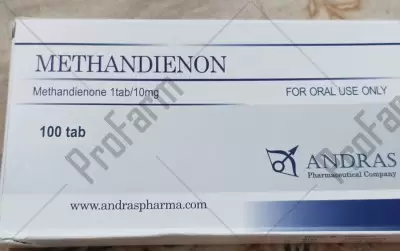 METHANDIENON
Methandienone 1tab/10mg
FOR ORAL USE ONLY
100 tab
ANDRAS
Pharmaceutical Company
www.andraspharma.com
ProFarm